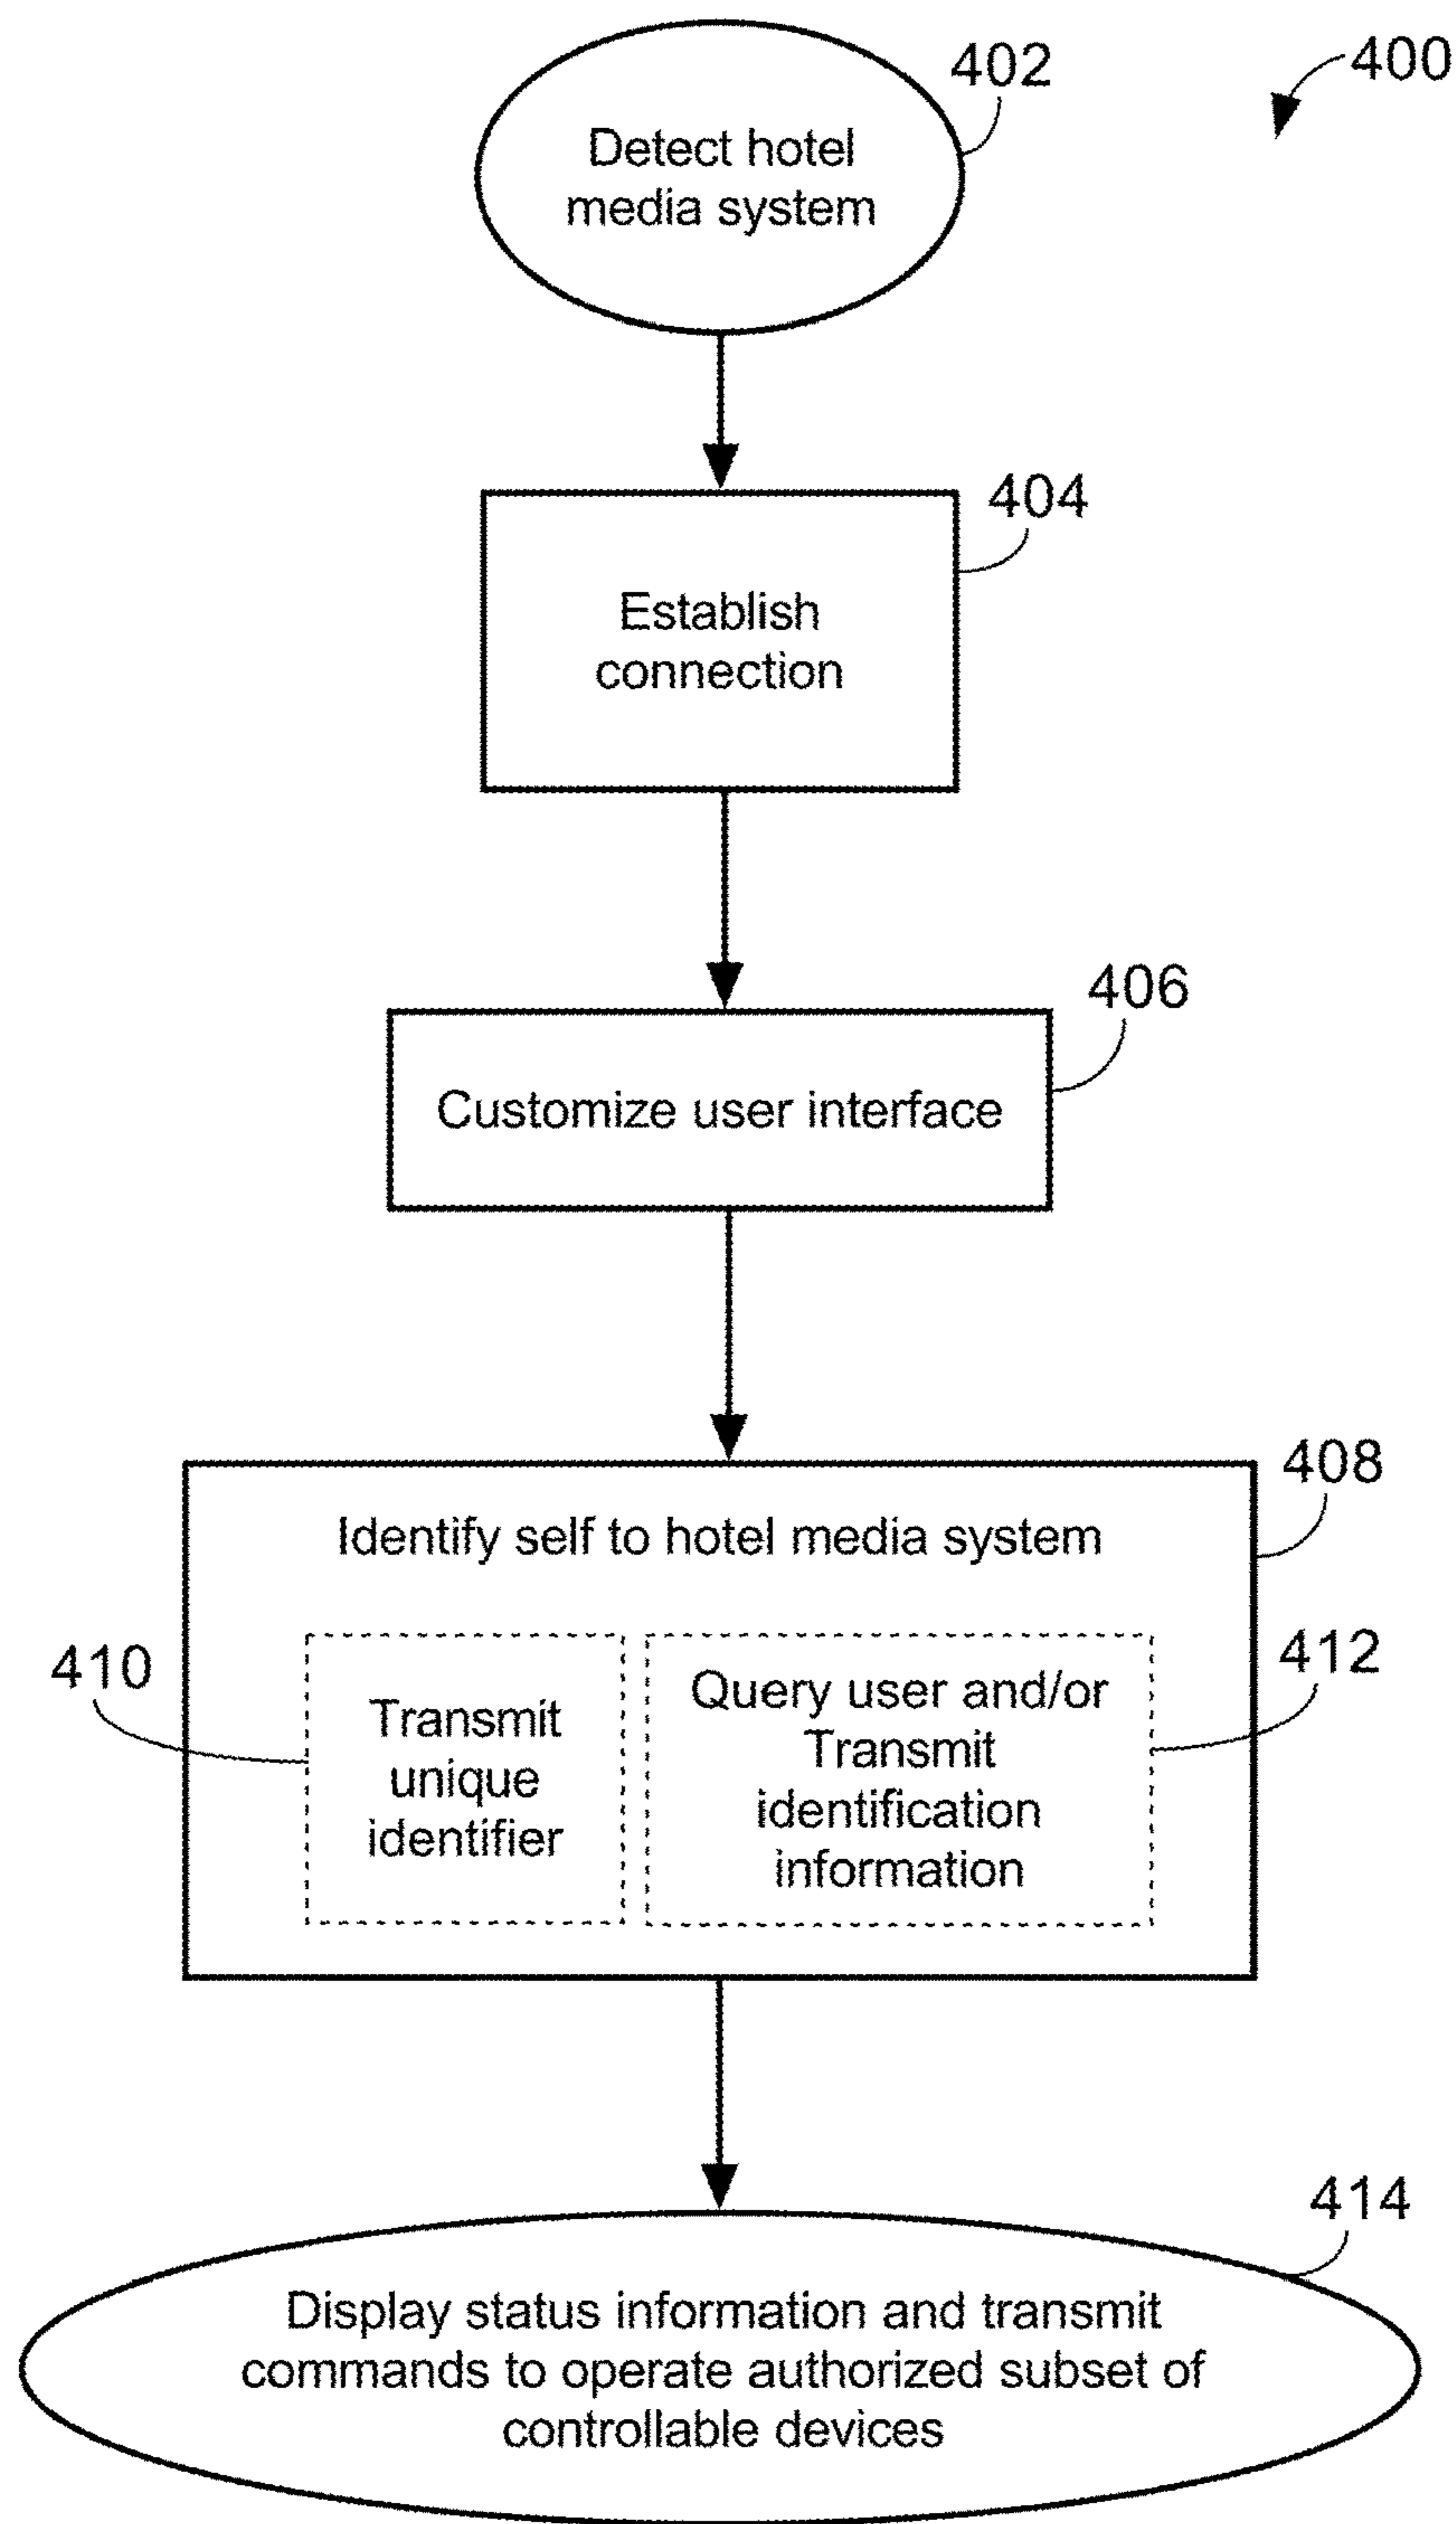 400
402
Detect hotel
media system
404
Establish
connection
406
Customize user interface
408
Identify self to hotel media system
410
Transmit
unique
identifier
412
Query user and/or
Transmit
identification
information
414
Display status information and transmit
commands to operate authorized subset of
controllable devices